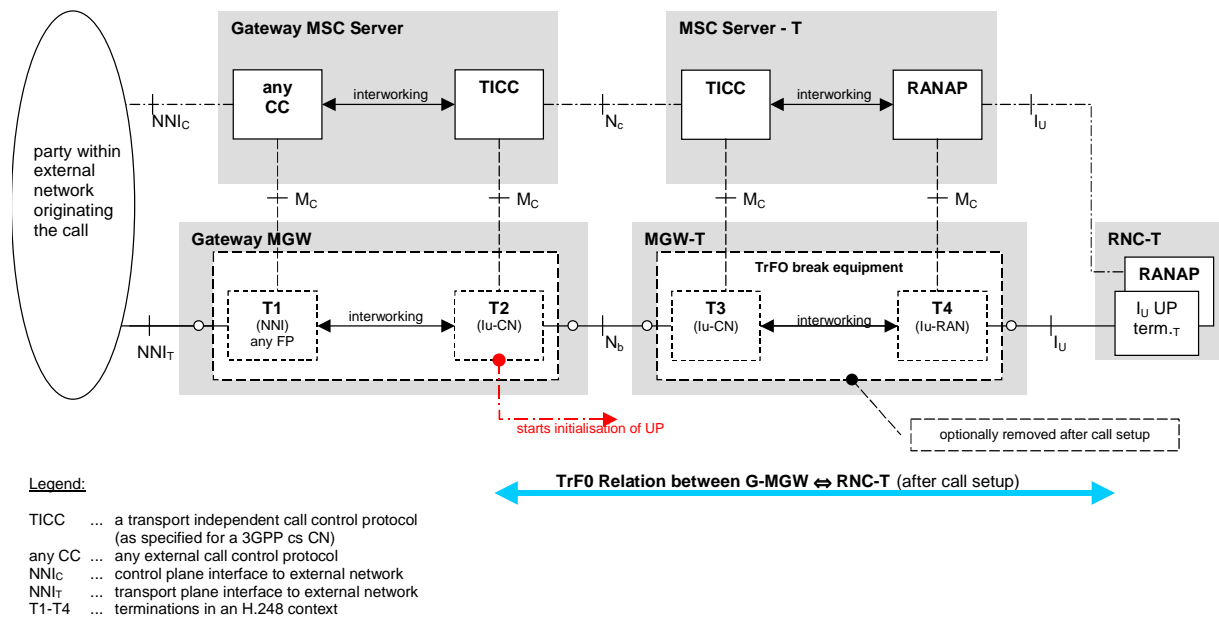 Gateway MSC Server
MSC Server - T
any
CC
interworking
TICC
TICC
interworking
RANAP
NNIC
Nc
IU
party within
external
network
originating
the call
MC
MC
MC
MC
Gateway MGW
MGW-T
RNC-T
TrFO break equipment
RANAP
T1
(NNI)
any FP
interworking
T2
(Iu-CN)
T3
(Iu-CN)
interworking
T4
(Iu-RAN)
IU UP
term.T
NNIT
Nb
IU
starts initialisation of UP
optionally removed after call setup
TrF0 Relation between G-MGW ⇔ RNC-T (after call setup)
Legend:
TICC ... a transport independent call control protocol
(as specified for a 3GPP cs CN)
any CC ... any external call control protocol
NNIC ... control plane interface to external network
NNIT ... transport plane interface to external network
T1-T4 ... terminations in an H.248 context